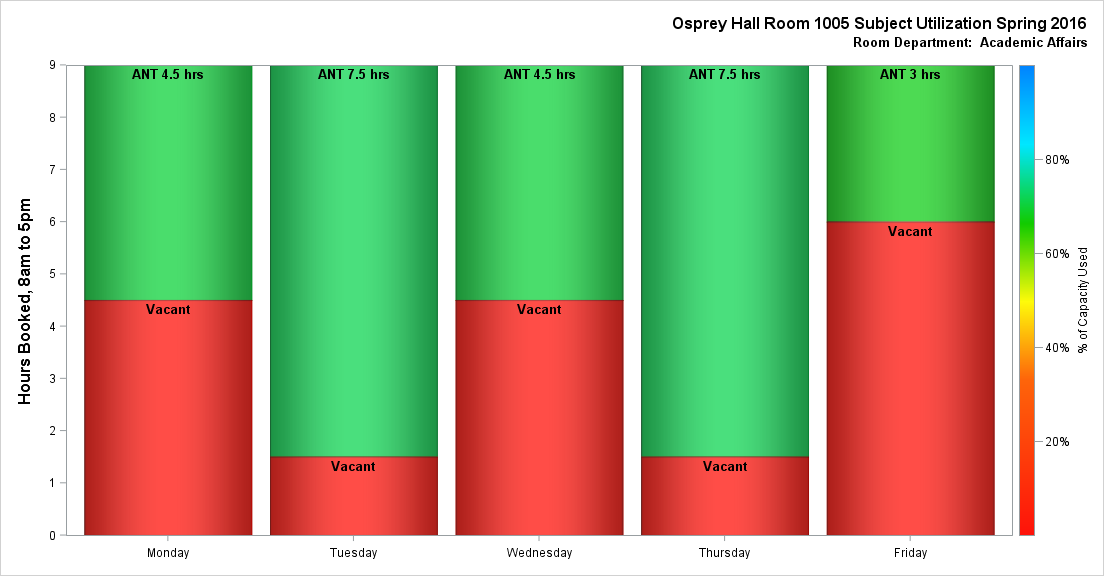 Osprey Hall Room 1005 Subject Utilization Spring 2016
Room Department:  Academic Affairs
Hours Booked, 8am to 5pm
9
8
7
6
5
4
3
2
1
0
ANT 4.5 hrs
Vacant
ANT 7.5 hrs
Vacant
ANT 4.5 hrs
Vacant
ANT 7.5 hrs
Vacant
ANT 3 hrs
Vacant
Monday
Tuesday
Wednesday
Thursday
Friday
80%
60%
40%
20%
% of Capacity Used